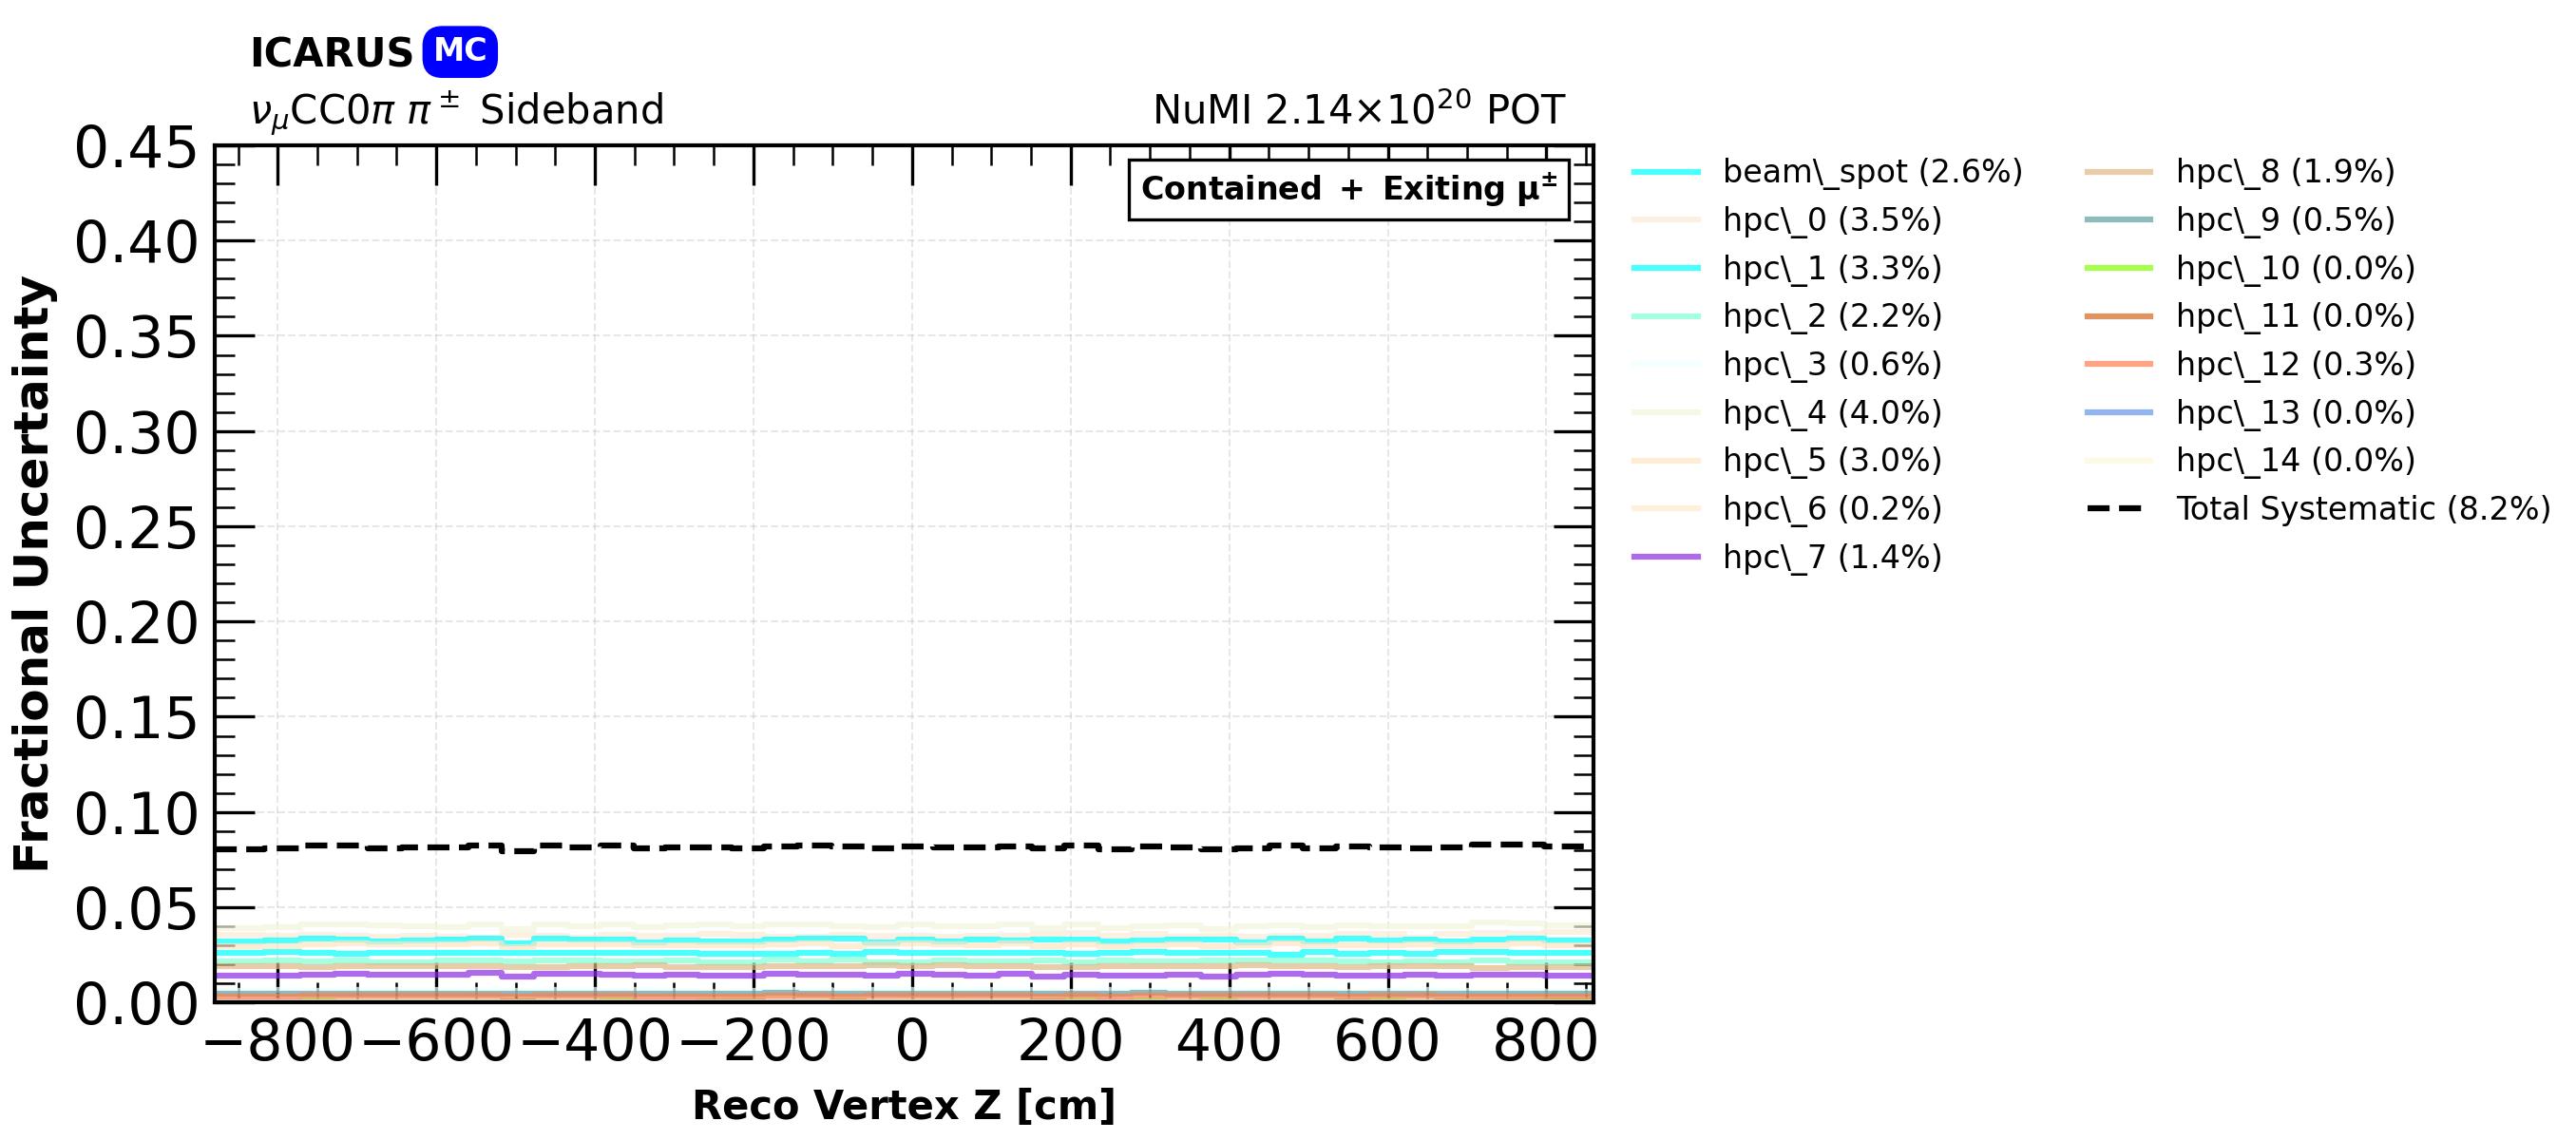 ICARUS MC
νμCC0π π± Sideband
NuMI 2.14×10²⁰ POT
Contained + Exiting μ±
Fractional Uncertainty
0.45
0.40
0.35
0.30
0.25
0.20
0.15
0.10
0.05
0.00
−800 −600 −400 −200 0 200 400 600 800
Reco Vertex Z [cm]
beam\_spot (2.6%)
hpc\_0 (3.5%)
hpc\_1 (3.3%)
hpc\_2 (2.2%)
hpc\_3 (0.6%)
hpc\_4 (4.0%)
hpc\_5 (3.0%)
hpc\_6 (0.2%)
hpc\_7 (1.4%)
hpc\_8 (1.9%)
hpc\_9 (0.5%)
hpc\_10 (0.0%)
hpc\_11 (0.0%)
hpc\_12 (0.3%)
hpc\_13 (0.0%)
hpc\_14 (0.0%)
Total Systematic (8.2%)